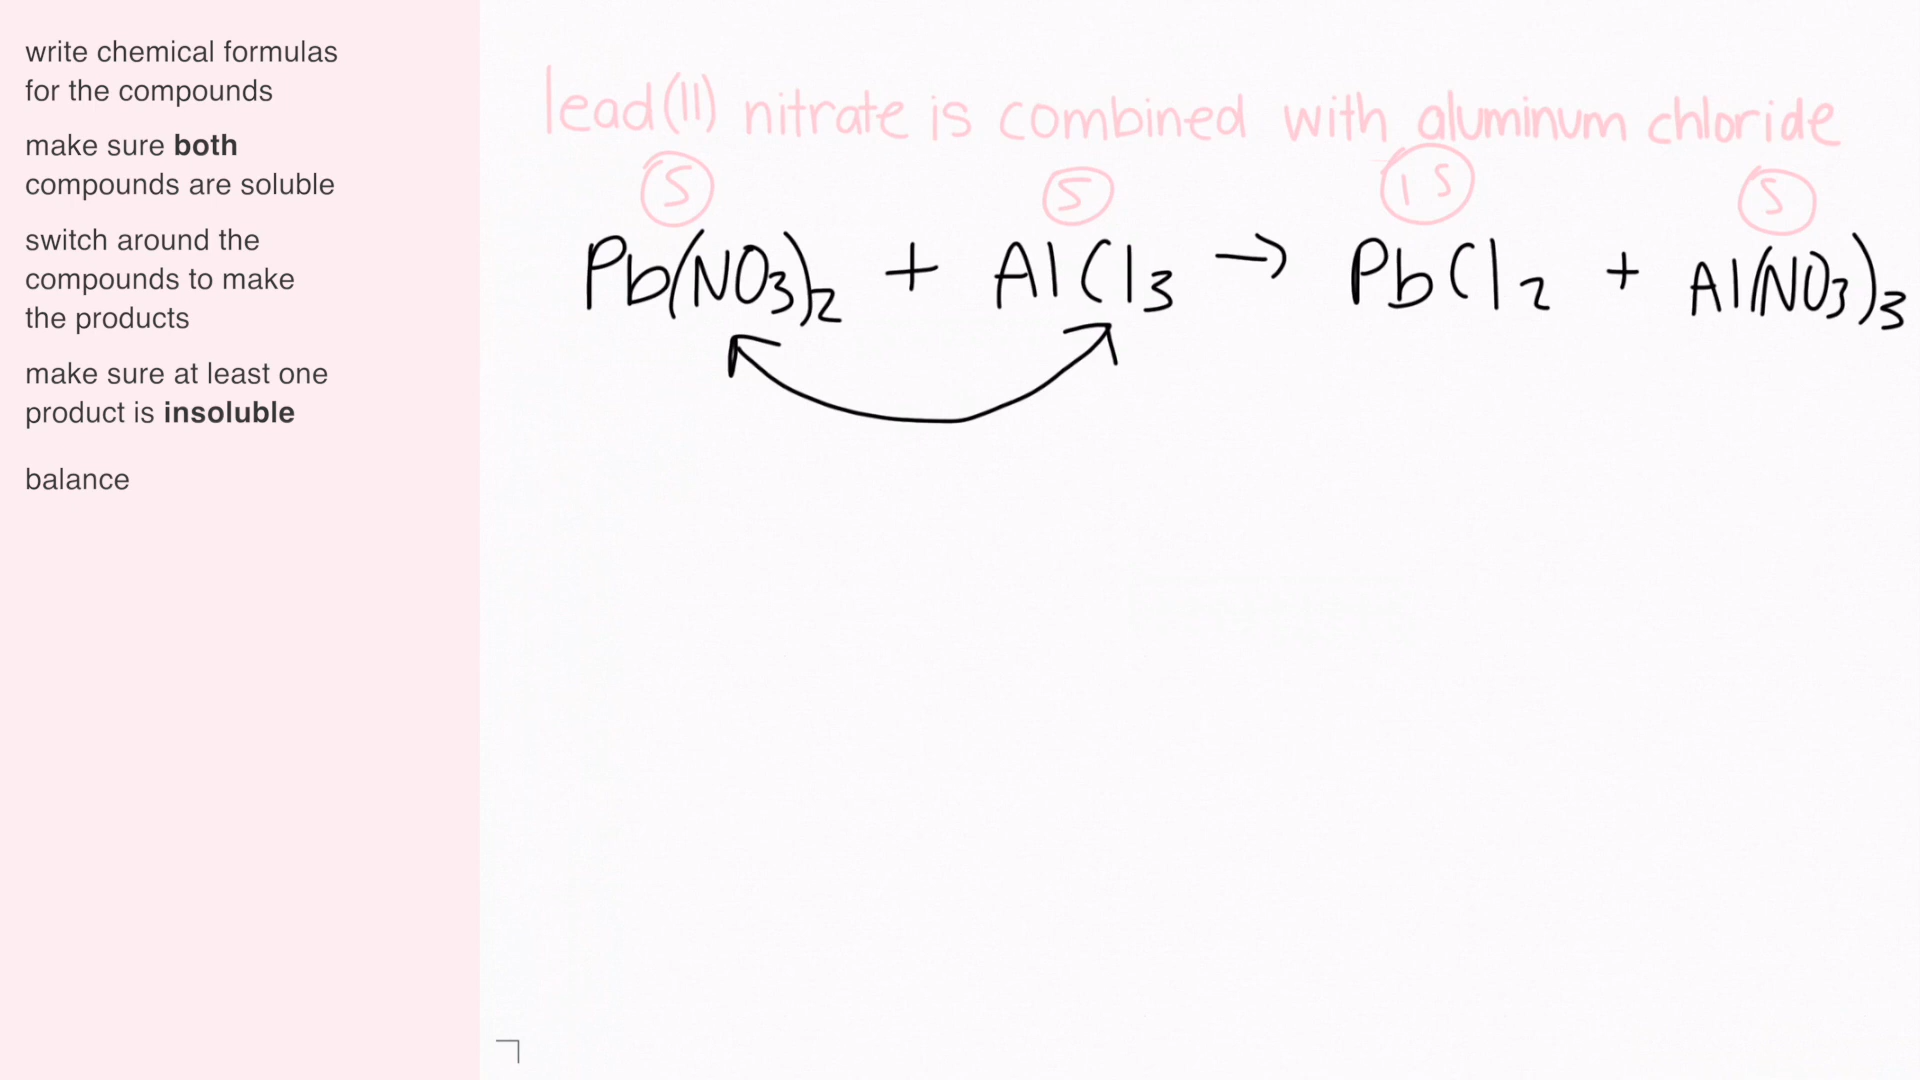 write chemical formulas
for the compounds
make sure both
compounds are soluble
switch around the
compounds to make
the products
make sure at least one
product is insoluble
balance
lead(II) nitrate is combined with aluminum chloride
S S IS S
Pb(NO3)2 + AlCl3 → PbCl2 + Al(NO3)3